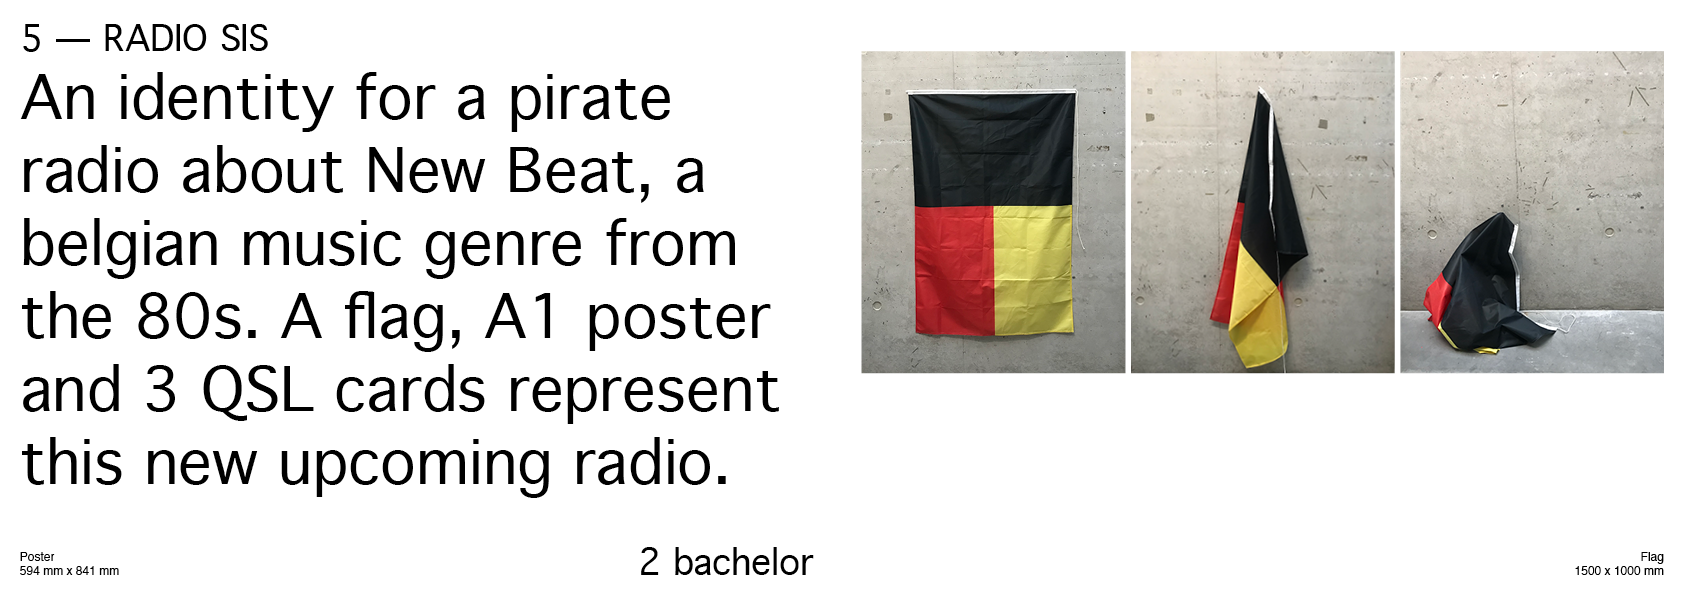 5 — RADIO SIS
An identity for a pirate
radio about New Beat, a
belgian music genre from
the 80s. A flag, A1 poster
and 3 QSL cards represent
this new upcoming radio.
Poster
594 mm x 841 mm
2 bachelor
Flag
1500 x 1000 mm